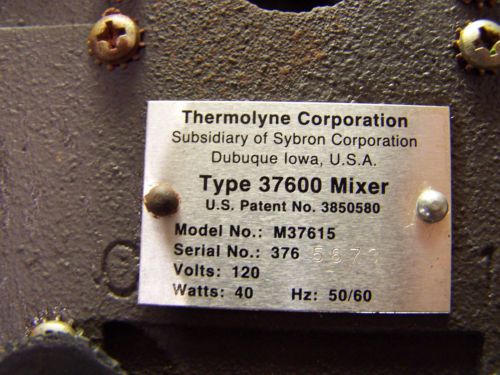 Thermolyne Corporation
Subsidiary of Sybron Corporation
Dubuque Iowa, U.S.A.
Type 37600 Mixer
U.S. Patent No. 3850580
Model No.: M37615
Serial No.: 376
Volts: 120
Watts: 40 Hz: 50/60